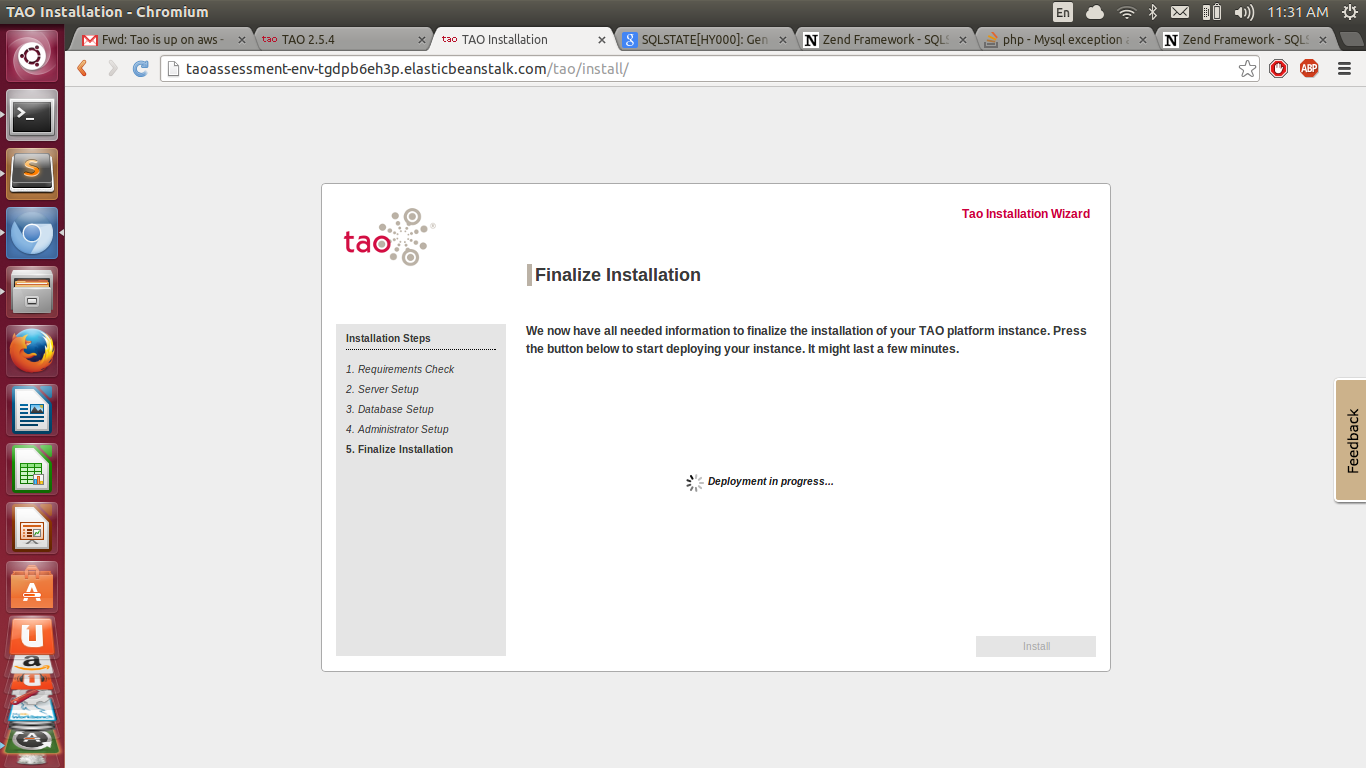 TAO Installation - Chromium
En
11:31 AM
Fwd: Tao is up on aws -
tao TAO 2.5.4
tao TAO Installation
SQLSTATE[HY000]: Gen
Zend Framework - SQLS
php - Mysql exception a
Zend Framework - SQLS
taoassessment-env-tgdpb6eh3p.elasticbeanstalk.com/tao/install/
ABP
tao
Tao Installation Wizard
Finalize Installation
Installation Steps
1. Requirements Check
2. Server Setup
3. Database Setup
4. Administrator Setup
5. Finalize Installation
We now have all needed information to finalize the installation of your TAO platform instance. Press
the button below to start deploying your instance. It might last a few minutes.
Deployment in progress...
Install
Feedback